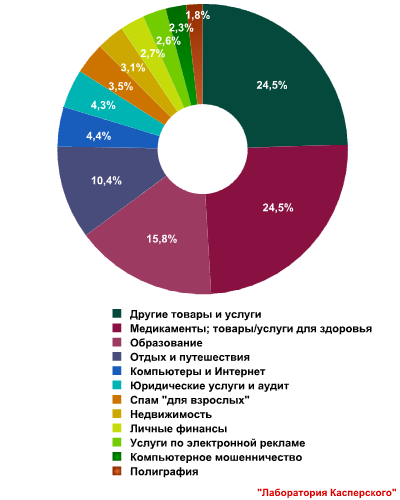 1,8%
2,3%
2,6%
2,7%
3,1%
3,5%
4,3%
4,4%
10,4%
15,8%
24,5%
24,5%
Другие товары и услуги
Медикаменты; товары/услуги для здоровья
Образование
Отдых и путешествия
Компьютеры и Интернет
Юридические услуги и аудит
Спам "для взрослых"
Недвижимость
Личные финансы
Услуги по электронной рекламе
Компьютерное мошенничество
Полиграфия
"Лаборатория Касперского"